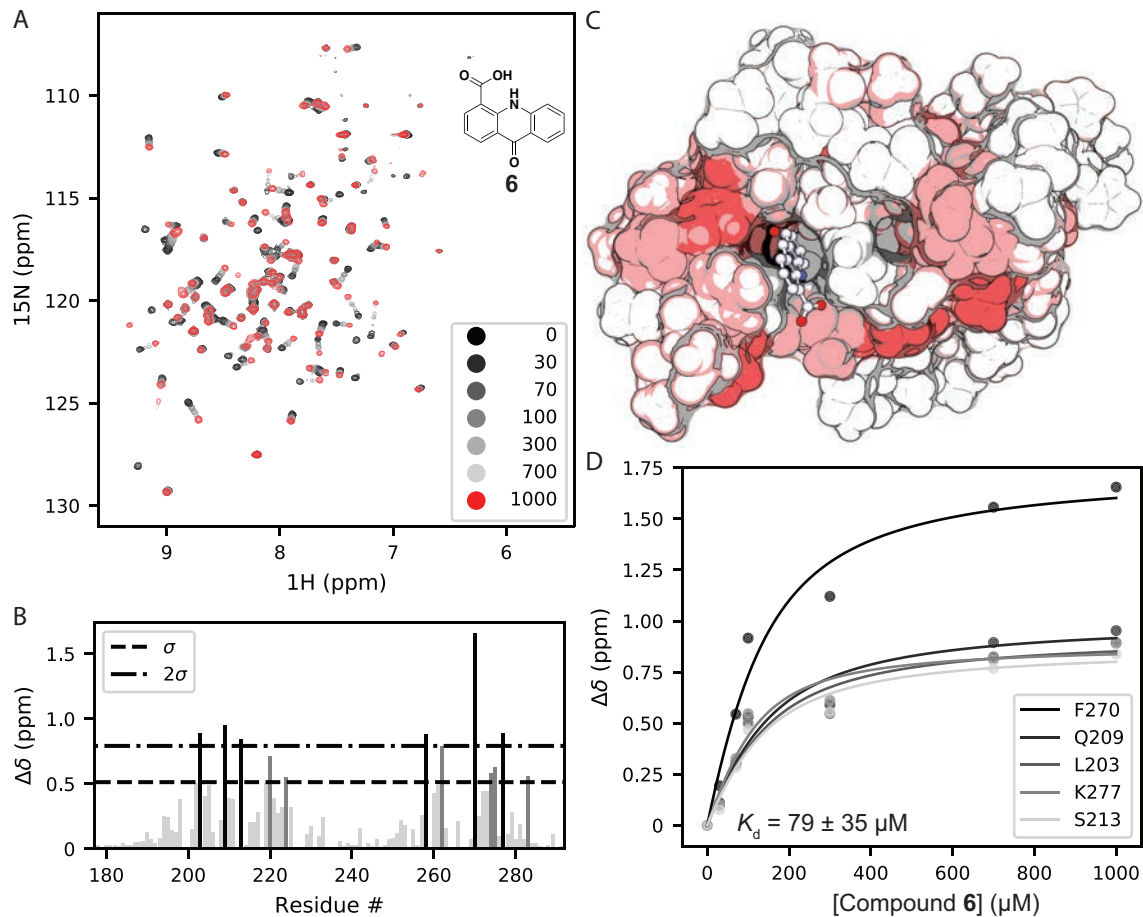 A
110
115
120
125
130
15N (ppm)
9
8
7
6
1H (ppm)
O
OH
H
N
O
6
0
30
70
100
300
700
1000
B
σ
2σ
1.5
1.0
0.5
0
Δδ (ppm)
180
200
220
240
260
280
Residue #
C
D
1.75
1.50
1.25
1.00
0.75
0.50
0.25
0
Δδ (ppm)
F270
Q209
L203
K277
S213
Kd = 79 ± 35 µM
0
200
400
600
800
1000
[Compound 6] (µM)